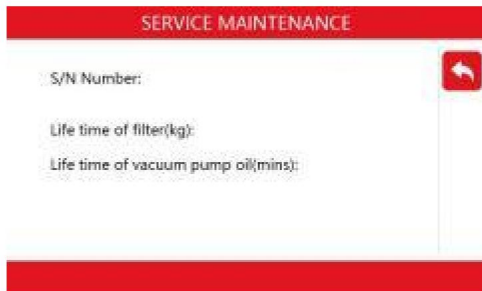 SERVICE MAINTENANCE
S/N Number:
Life time of filter(kg):
Life time of vacuum pump oil(mins):